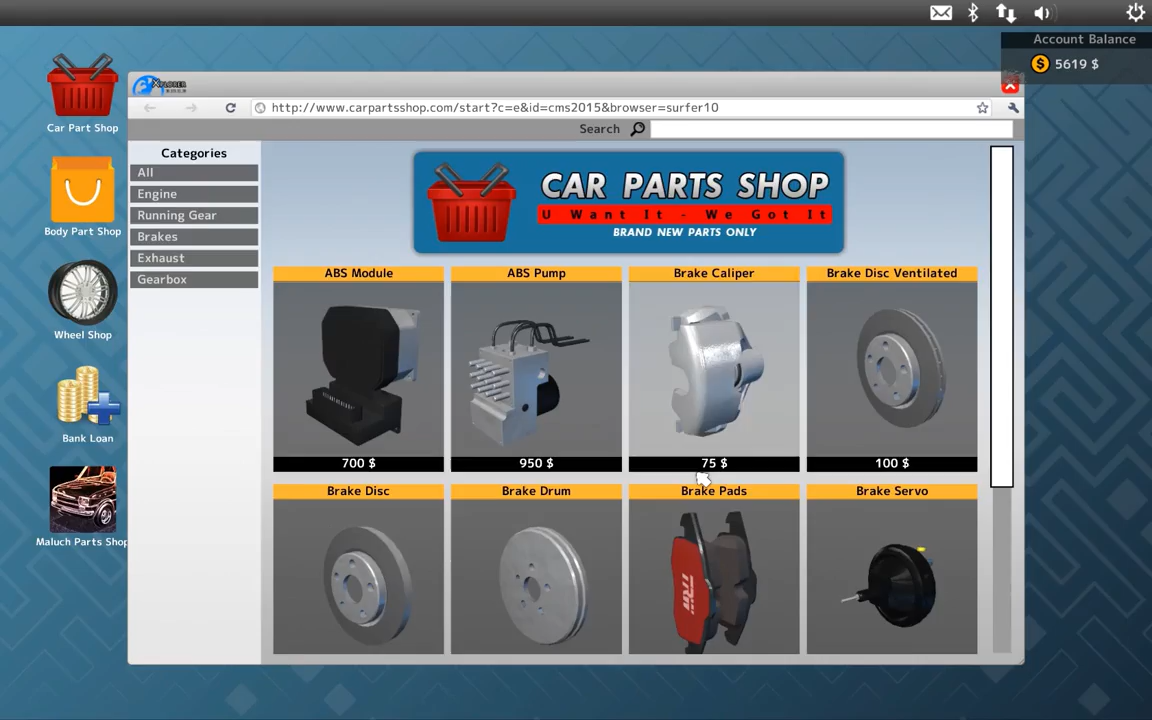 Account Balance
5619 $
XPLORER
http://www.carpartsshop.com/start?c=e&id=cms2015&browser=surfer10
Search
Car Part Shop
Body Part Shop
Wheel Shop
Bank Loan
Maluch Parts Shop
Categories
All
Engine
Running Gear
Brakes
Exhaust
Gearbox
CAR PARTS SHOP
U Want It - We Got It
BRAND NEW PARTS ONLY
ABS Module
700 $
ABS Pump
950 $
Brake Caliper
75 $
Brake Disc Ventilated
100 $
Brake Disc
Brake Drum
Brake Pads
TRW
Brake Servo